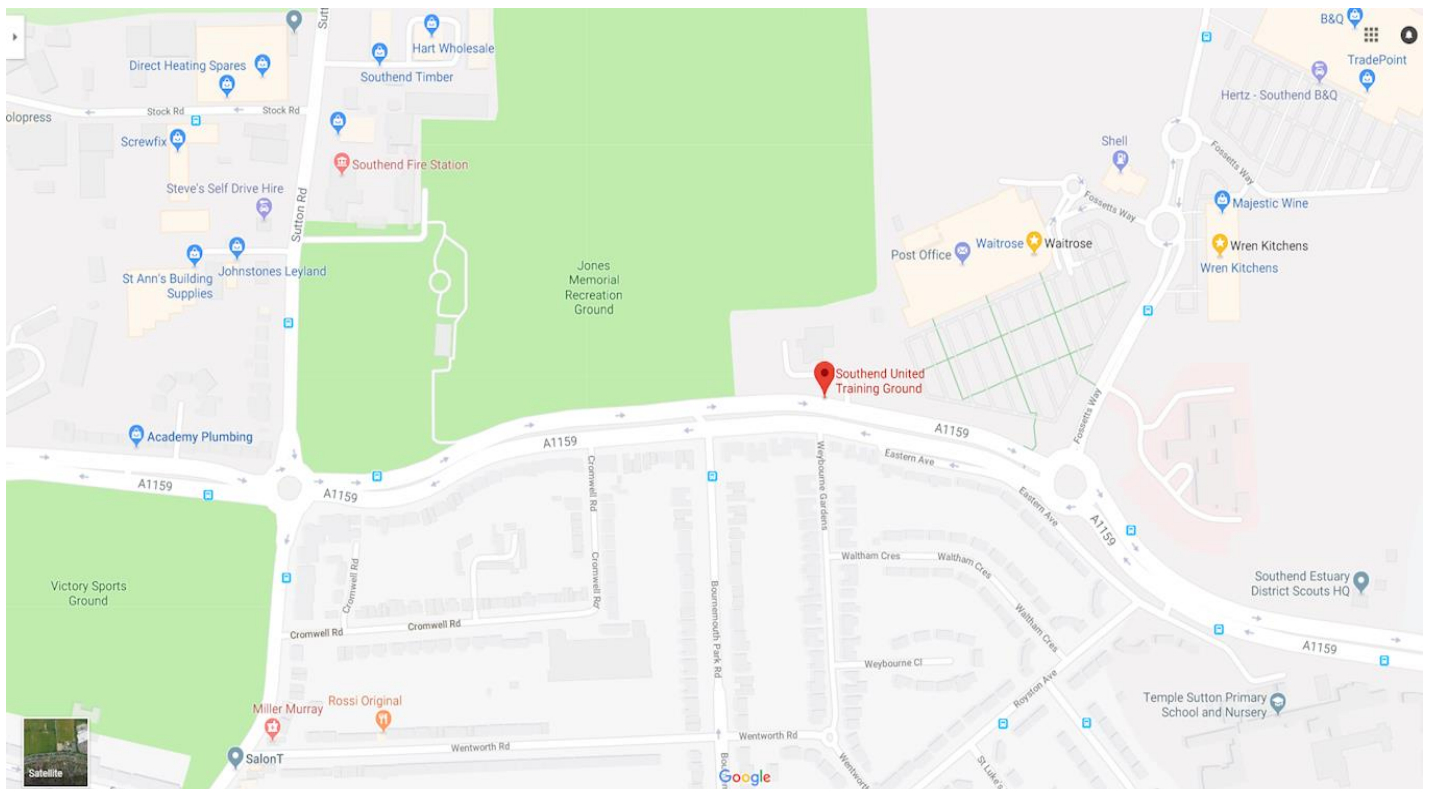 Sutt
B&Q
Hart Wholesale
Direct Heating Spares
Southend Timber
TradePoint
Hertz - Southend B&Q
Stock Rd
Stock Rd
olopress
Screwfix
Shell
Southend Fire Station
Fossetts Way
Steve's Self Drive Hire
Sutton Rd
Fossetts Way
Majestic Wine
Waitrose
Waitrose
Wren Kitchens
Post Office
Wren Kitchens
Johnstones Leyland
St Ann's Building
Supplies
Jones
Memorial
Recreation
Ground
Southend United
Training Ground
Fossetts Way
Academy Plumbing
A1159
A1159
Eastern Ave
A1159
A1159
Cromwell Rd
Weybourne Gardens
Eastern Ave
A1159
Waltham Cres
Waltham Cres
Cromwell Rd
Cromwell Rd
Victory Sports
Ground
Southend Estuary
District Scouts HQ
Bournemouth Park Rd
Waltham Cres
Cromwell Rd
Cromwell Rd
A1159
Weybourne Cl
Royston Ave
Temple Sutton Primary
School and Nursery
Rossi Original
Miller Murray
Wentworth Rd
Wentworth Rd
SalonT
Wentworth
St Luke's
Bou
Satellite
Google